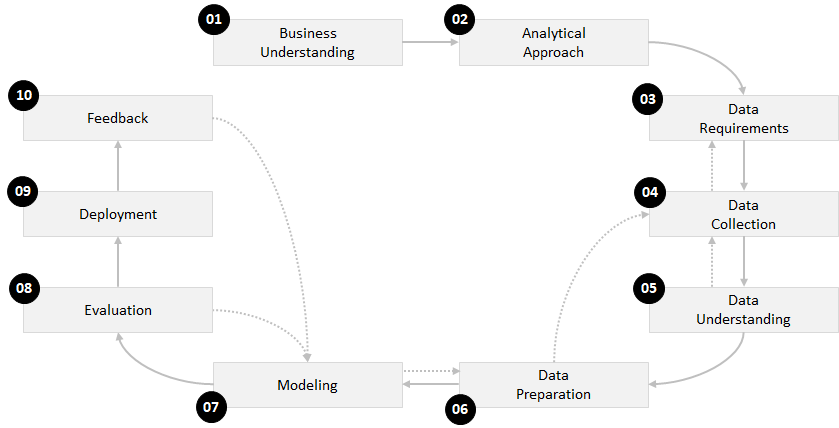 01
Business
Understanding
02
Analytical
Approach
03
Data
Requirements
04
Data
Collection
05
Data
Understanding
06
Data
Preparation
07
Modeling
08
Evaluation
09
Deployment
10
Feedback